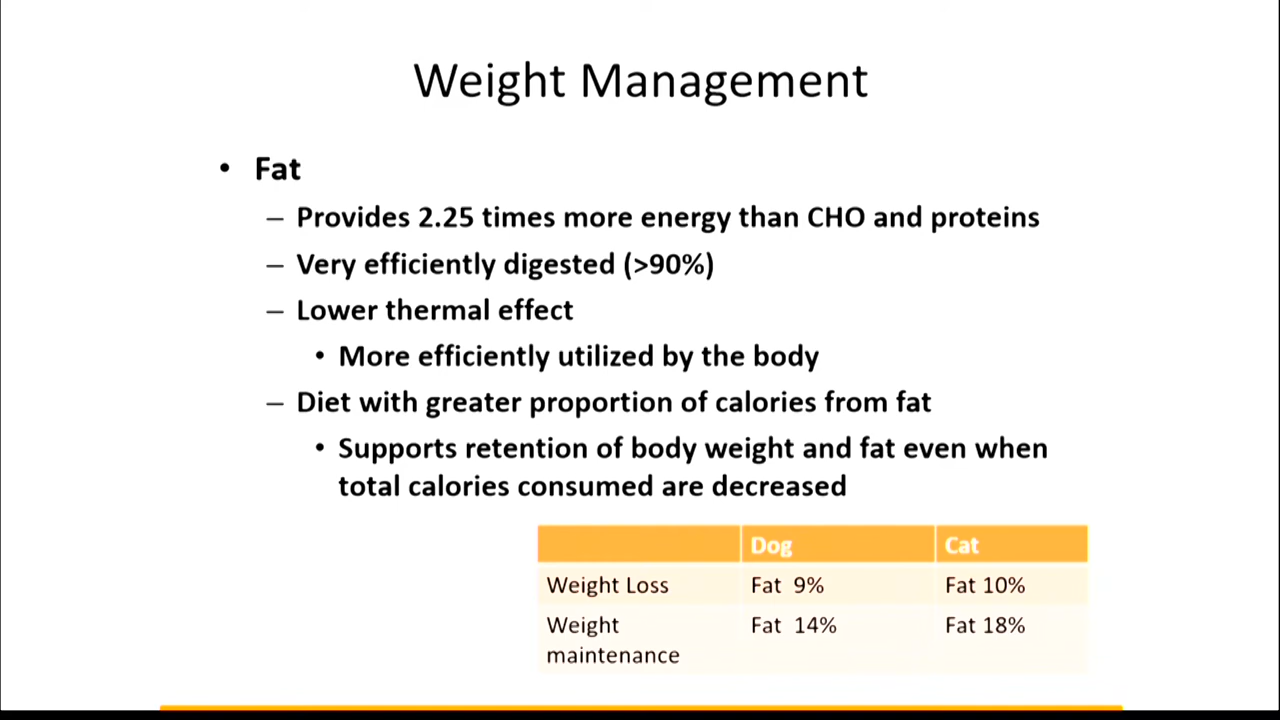 Weight Management
• Fat
– Provides 2.25 times more energy than CHO and proteins
– Very efficiently digested (>90%)
– Lower thermal effect
• More efficiently utilized by the body
– Diet with greater proportion of calories from fat
• Supports retention of body weight and fat even when
total calories consumed are decreased
Dog Cat
Weight Loss Fat 9% Fat 10%
Weight Fat 14% Fat 18%
maintenance